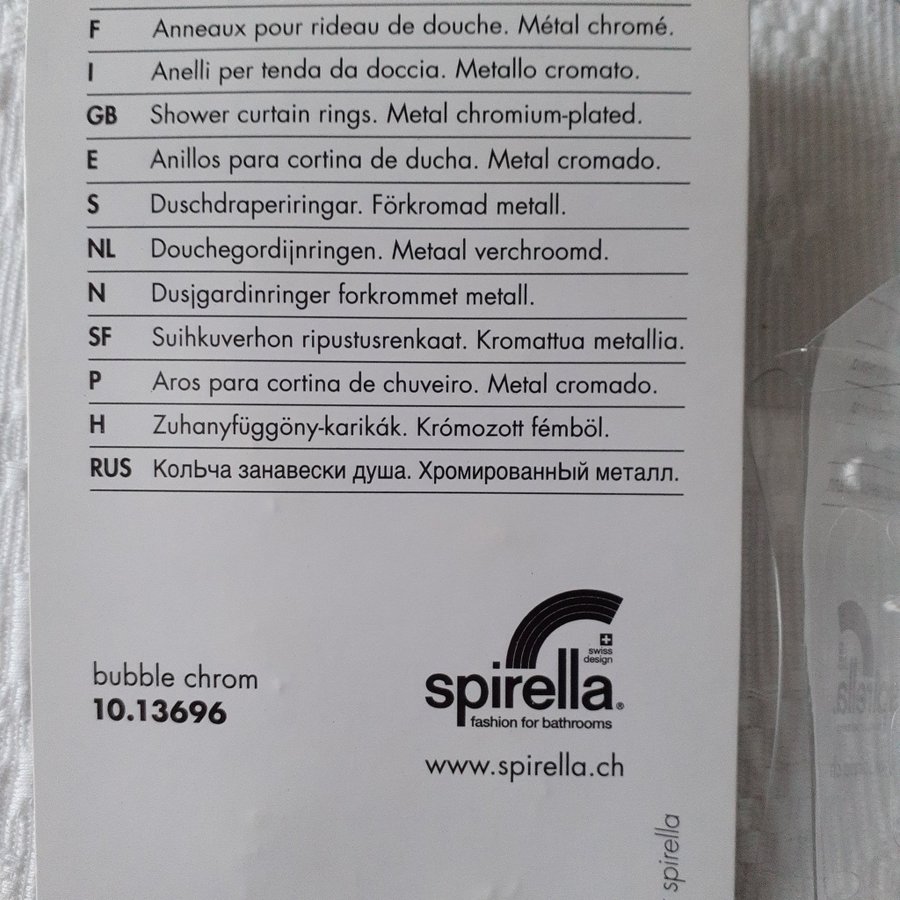 F Anneaux pour rideau de douche. Métal chromé.
I Anelli per tenda da doccia. Metallo cromato.
GB Shower curtain rings. Metal chromium-plated.
E Anillos para cortina de ducha. Metal cromado.
S Duschdraperiringar. Förkromad metall.
NL Douchegordijnringen. Metaal verchroomd.
N Dusjgardinringer forkrommet metall.
SF Suihkuverhon ripustusrenkaat. Kromattua metallia.
P Aros para cortina de chuveiro. Metal cromado.
H Zuhanyfüggöny-karikák. Krómozott fémböl.
RUS КолЬча занавески душа. ХромированнЫй металл.
bubble chrom
10.13696
swiss
design
spirella®
fashion for bathrooms
www.spirella.ch
spirella